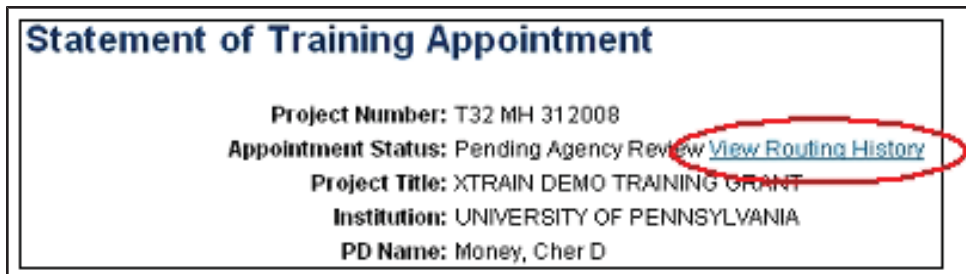 Statement of Training Appointment
Project Number: T32 MH 312008
Appointment Status: Pending Agency Review View Routing History
Project Title: XTRAIN DEMO TRAINING GRANT
Institution: UNIVERSITY OF PENNSYLVANIA
PD Name: Money, Cher D